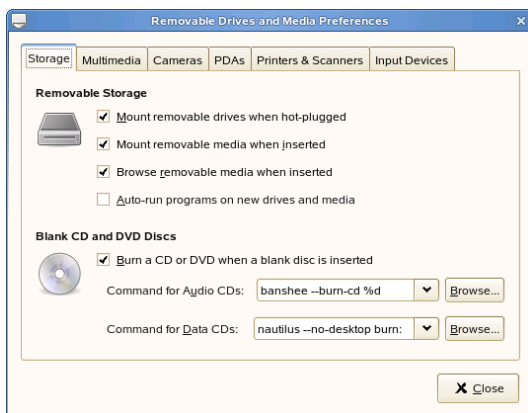 Removable Drives and Media Preferences
Storage Multimedia Cameras PDAs Printers & Scanners Input Devices
Removable Storage
Mount removable drives when hot-plugged
Mount removable media when inserted
Browse removable media when inserted
Auto-run programs on new drives and media
Blank CD and DVD Discs
Burn a CD or DVD when a blank disc is inserted
Command for Audio CDs: banshee --burn-cd %d Browse...
Command for Data CDs: nautilus --no-desktop burn: Browse...
Close